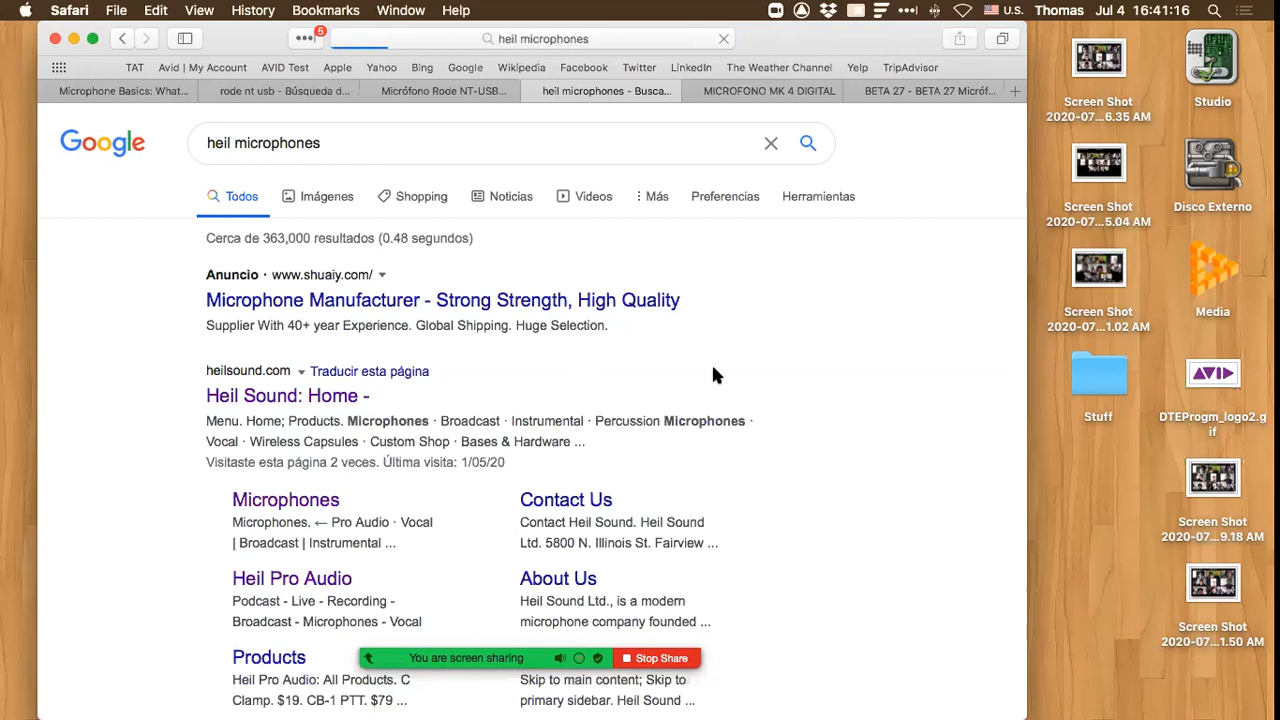 Safari File Edit View History Bookmarks Window Help U.S. Thomas Jul 4 16:41:16
5 heil microphones
TAT Avid | My Account AVID Test Apple Yahoo! Bing Google Wikipedia Facebook Twitter LinkedIn The Weather Channel Yelp TripAdvisor
Microphone Basics: What... rode nt usb - Búsqueda d... Micrófono Rode NT-USB... heil microphones - Busca... MICROFONO MK 4 DIGITAL BETA 27 - BETA 27 Micróf...
Google heil microphones
Todos Imágenes Shopping Noticias Videos Más Preferencias Herramientas
Cerca de 363,000 resultados (0.48 segundos)
Anuncio · www.shuaiy.com/
Microphone Manufacturer - Strong Strength, High Quality
Supplier With 40+ year Experience. Global Shipping. Huge Selection.
heilsound.com Traducir esta página
Heil Sound: Home -
Menu. Home; Products. Microphones · Broadcast · Instrumental · Percussion Microphones ·
Vocal · Wireless Capsules · Custom Shop · Bases & Hardware ...
Visitaste esta página 2 veces. Última visita: 1/05/20
Microphones
Microphones. ← Pro Audio · Vocal
| Broadcast | Instrumental ...
Contact Us
Contact Heil Sound. Heil Sound
Ltd. 5800 N. Illinois St. Fairview ...
Heil Pro Audio
Podcast - Live - Recording -
Broadcast - Microphones - Vocal
About Us
Heil Sound Ltd., is a modern
microphone company founded ...
Products
Heil Pro Audio: All Products. C
Clamp. $19. CB-1 PTT. $79 ...
Skip to main content; Skip to
primary sidebar. Heil Sound ...
You are screen sharing Stop Share
Screen Shot
2020-07...6.35 AM
Studio
Screen Shot
2020-07...5.04 AM
Disco Externo
Screen Shot
2020-07...1.02 AM
Media
Stuff
AVID
DTEProgm_logo2.g
if
Screen Shot
2020-07...9.18 AM
Screen Shot
2020-07...1.50 AM